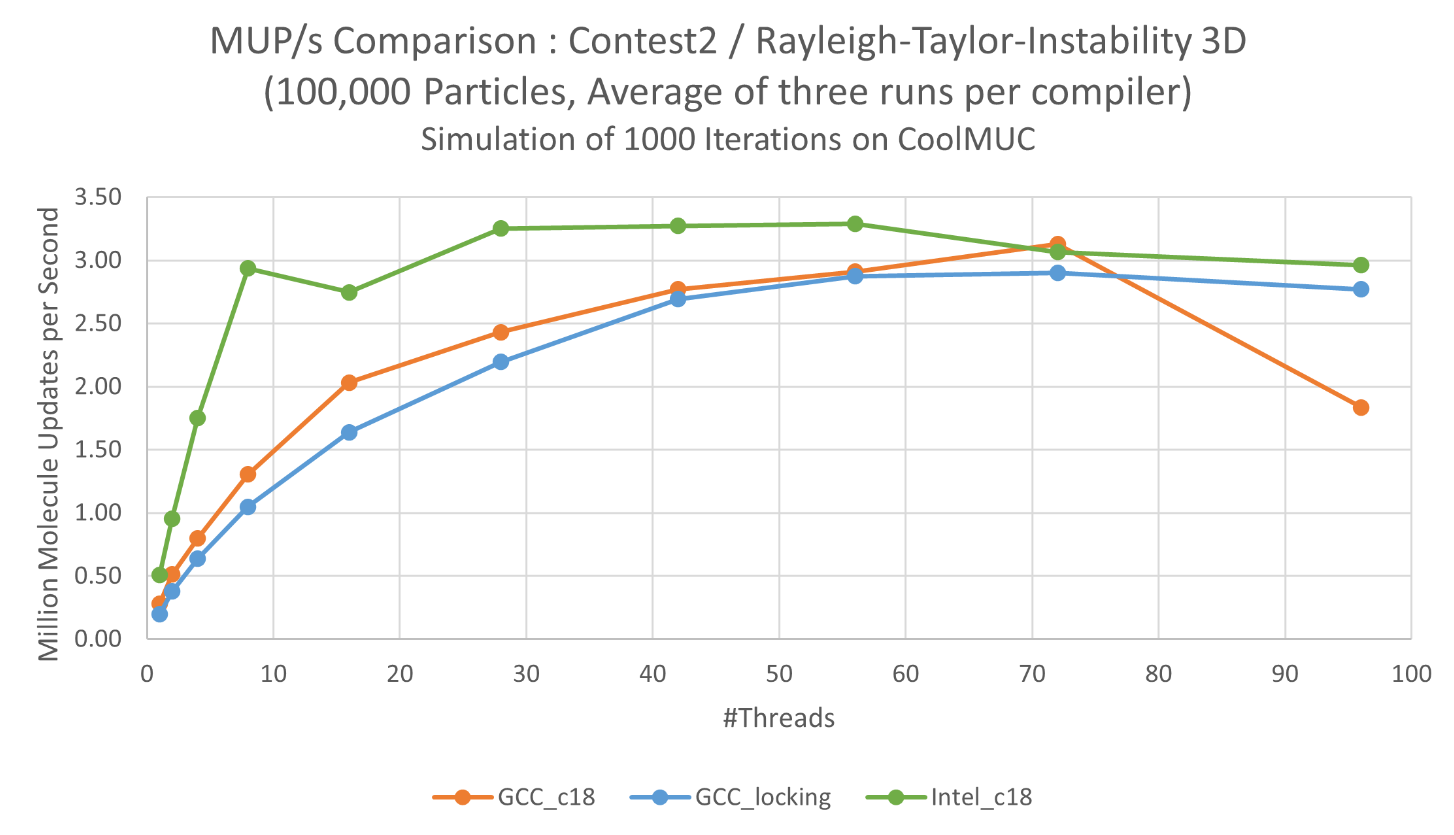 MUP/s Comparison : Contest2 / Rayleigh-Taylor-Instability 3D
(100,000 Particles, Average of three runs per compiler)
Simulation of 1000 Iterations on CoolMUC
Million Molecule Updates per Second
3.50
3.00
2.50
2.00
1.50
1.00
0.50
0.00
0 10 20 30 40 50 60 70 80 90 100
#Threads
GCC_c18 GCC_locking Intel_c18